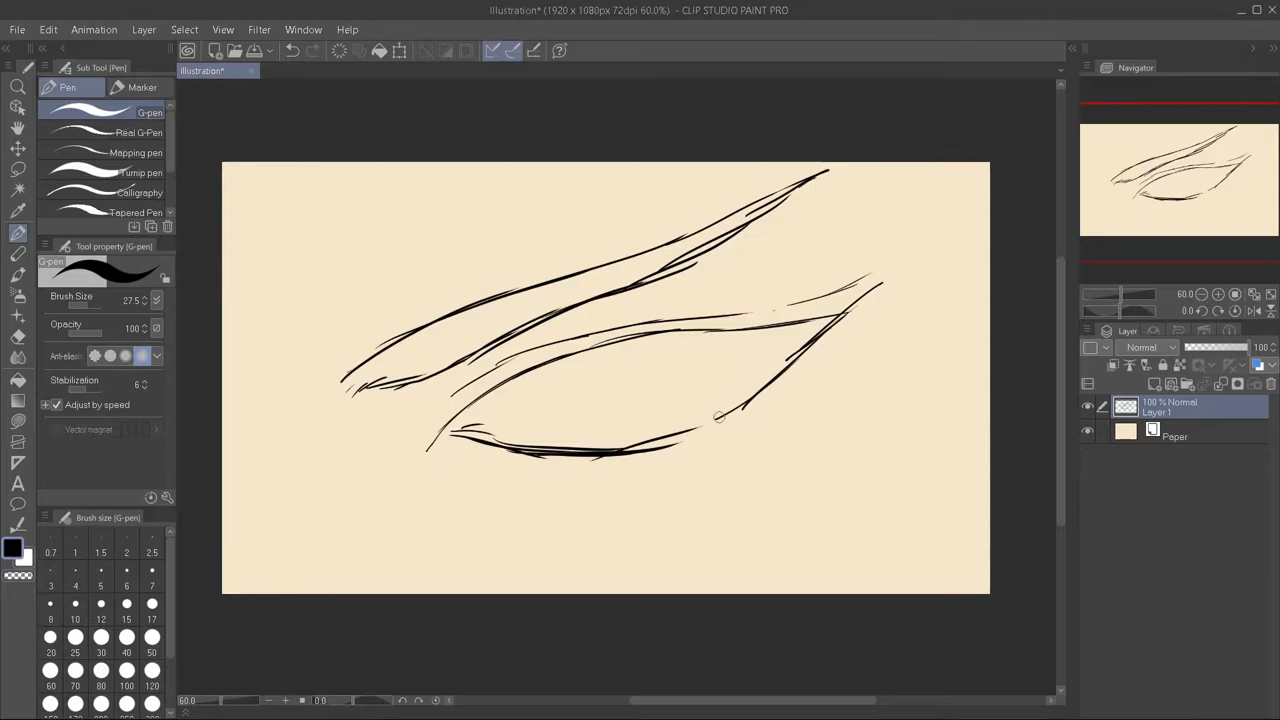 Illustration* (1920 x 1080px 72dpi 60.0%) - CLIP STUDIO PAINT PRO
File Edit Animation Layer Select View Filter Window Help
Sub Tool [Pen]
Illustration*
Navigator
Pen Marker
G-pen
Real G-Pen
Mapping pen
Turnip pen
Calligraphy
Tapered Pen
Tool property [G-pen]
G-pen
Brush Size 27.5
Opacity 100
Anti-alias
Stabilization 6
Adjust by speed
Vector magnet
Brush size [G-pen]
0.7 1 1.5 2 2.5
3 4 5 6 7
8 10 12 15 17
20 25 30 40 50
60 70 80 100 120
60.0
0.0
Layer
Normal 100
100 % Normal
Layer 1
Paper
60.0 0.0